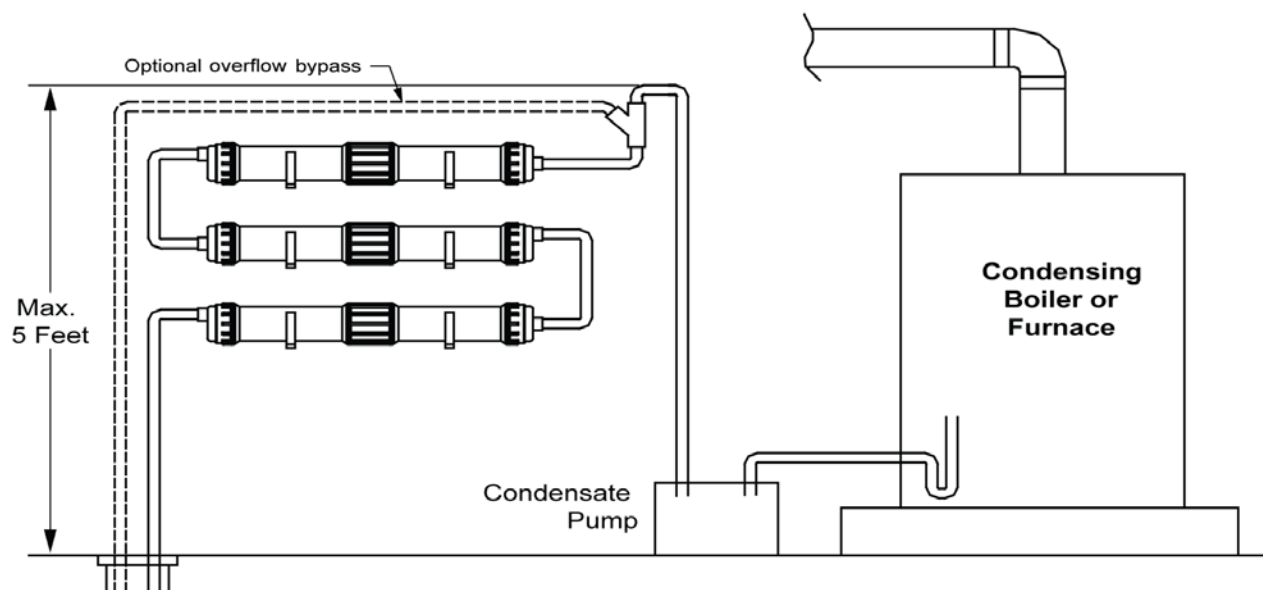 Optional overflow bypass
Max.
5 Feet
Condensate
Pump
Condensing
Boiler or
Furnace